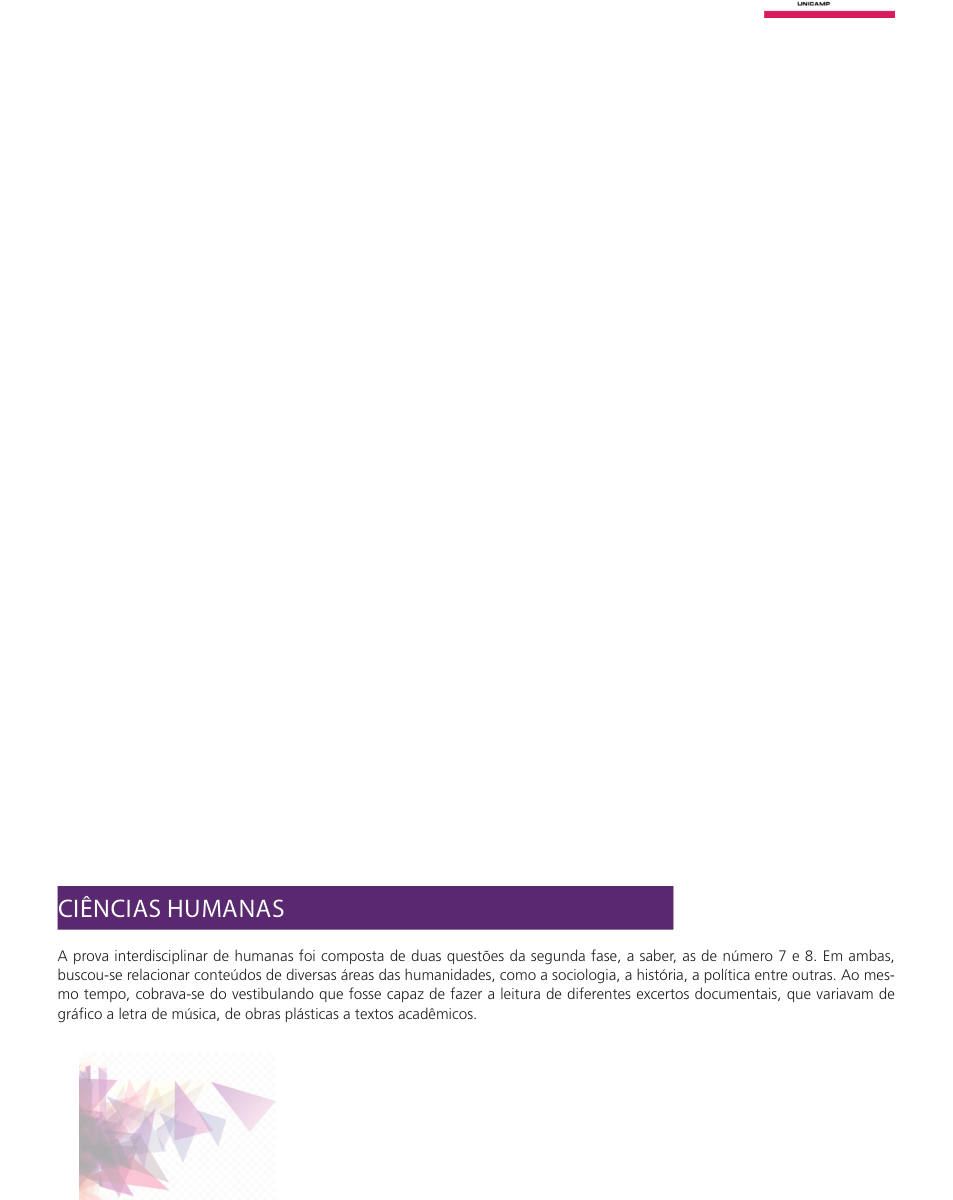 UNICAMP
CIÊNCIAS HUMANAS
A prova interdisciplinar de humanas foi composta de duas questões da segunda fase, a saber, as de número 7 e 8. Em ambas,
buscou-se relacionar conteúdos de diversas áreas das humanidades, como a sociologia, a história, a política entre outras. Ao mes-
mo tempo, cobrava-se do vestibulando que fosse capaz de fazer a leitura de diferentes excertos documentais, que variavam de
gráfico a letra de música, de obras plásticas a textos acadêmicos.